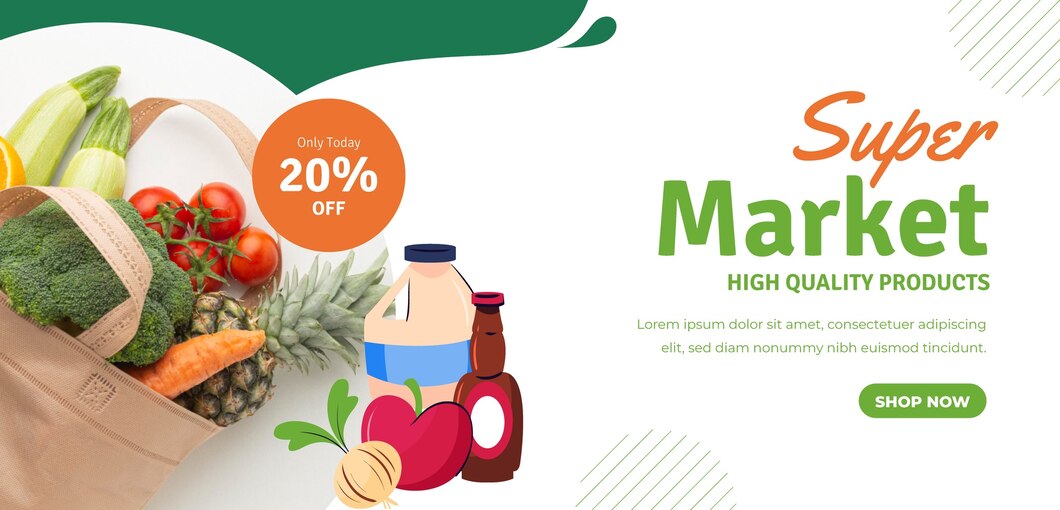 Only Today
20%
OFF
Super
Market
HIGH QUALITY PRODUCTS
Lorem ipsum dolor sit amet, consectetuer adipiscing
elit, sed diam nonummy nibh euismod tincidunt.
SHOP NOW